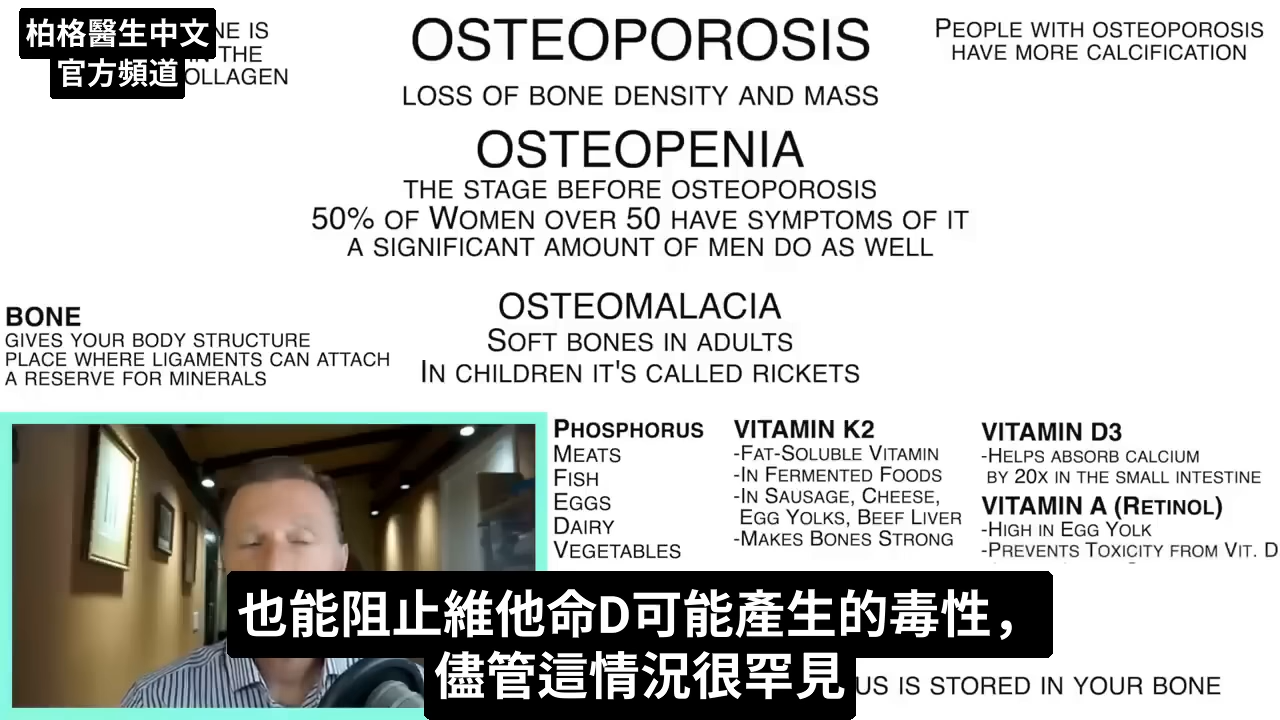 柏格醫生中文
官方頻道
NE IS
THE
OLLAGEN
OSTEOPOROSIS
LOSS OF BONE DENSITY AND MASS
PEOPLE WITH OSTEOPOROSIS
HAVE MORE CALCIFICATION
OSTEOPENIA
THE STAGE BEFORE OSTEOPOROSIS
50% OF WOMEN OVER 50 HAVE SYMPTOMS OF IT
A SIGNIFICANT AMOUNT OF MEN DO AS WELL
OSTEOMALACIA
SOFT BONES IN ADULTS
IN CHILDREN IT'S CALLED RICKETS
BONE
GIVES YOUR BODY STRUCTURE
PLACE WHERE LIGAMENTS CAN ATTACH
A RESERVE FOR MINERALS
PHOSPHORUS
MEATS
FISH
EGGS
DAIRY
VEGETABLES
VITAMIN K2
-FAT-SOLUBLE VITAMIN
-IN FERMENTED FOODS
-IN SAUSAGE, CHEESE,
EGG YOLKS, BEEF LIVER
-MAKES BONES STRONG
VITAMIN D3
-HELPS ABSORB CALCIUM
BY 20X IN THE SMALL INTESTINE
VITAMIN A (RETINOL)
-HIGH IN EGG YOLK
-PREVENTS TOXICITY FROM VIT. D
US IS STORED IN YOUR BONE
也能阻止維他命D可能產生的毒性，
儘管這情況很罕見